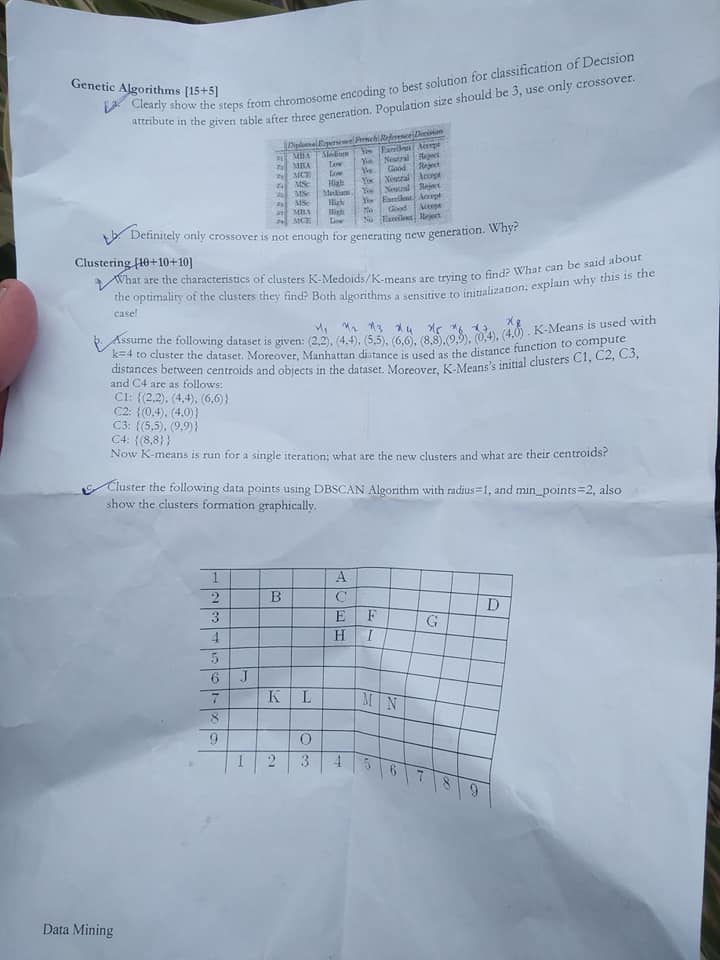 Genetic Algorithms [15+5]
a. Clearly show the steps from chromosome encoding to best solution for classification of Decision
attribute in the given table after three generation. Population size should be 3, use only crossover.
Diploma Experience French Reference Decision
MBA Medium Yes Excellent Accept
MBA Low Yes Neutral Reject
MCE Low Yes Good Reject
MSc High Yes Neutral Accept
MSc Medium Yes Neutral Reject
MSc High Yes Excellent Accept
MBA High No Good Accept
MCE Low No Excellent Reject
b. Definitely only crossover is not enough for generating new generation. Why?
Clustering [10+10+10]
a. What are the characteristics of clusters K-Medoids/K-means are trying to find? What can be said about
the optimality of the clusters they find? Both algorithms a sensitive to initialization; explain why this is the
case!
x1 x2 x3 x4 x5 x6 x7 x8
b. Assume the following dataset is given: (2,2), (4,4), (5,5), (6,6), (8,8),(9,9), (0,4), (4,0) . K-Means is used with
k=4 to cluster the dataset. Moreover, Manhattan distance is used as the distance function to compute
distances between centroids and objects in the dataset. Moreover, K-Means's initial clusters C1, C2, C3,
and C4 are as follows:
C1: {(2,2), (4,4), (6,6)}
C2: {(0,4), (4,0)}
C3: {(5,5), (9,9)}
C4: {(8,8)}
Now K-means is run for a single iteration; what are the new clusters and what are their centroids?
c. Cluster the following data points using DBSCAN Algorithm with radius=1, and min_points=2, also
show the clusters formation graphically.
1 A
2 B C D
3 E F G
4 H I
5
6 J
7 K L M N
8
9 O
1 2 3 4 5 6 7 8 9
Data Mining